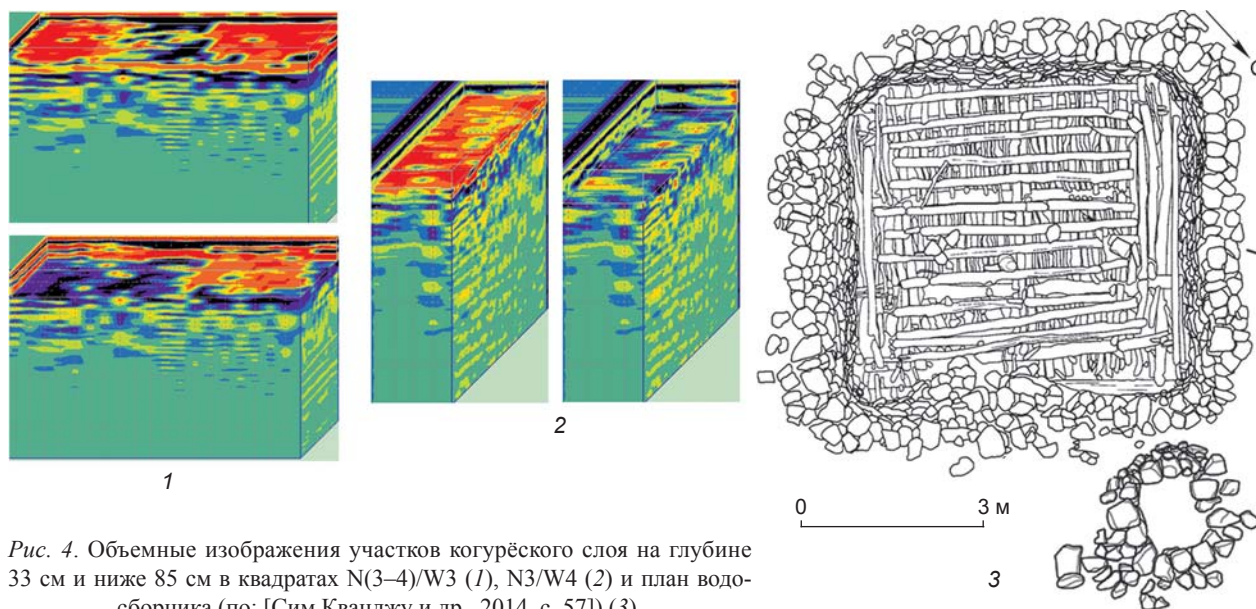 С
1
2
0 3 м
3
Рис. 4. Объемные изображения участков когурёского слоя на глубине
33 см и ниже 85 см в квадратах N(3–4)/W3 (1), N3/W4 (2) и план водо-
сборника (по: [Сим Кванджу и др., 2014, с. 57]) (3).